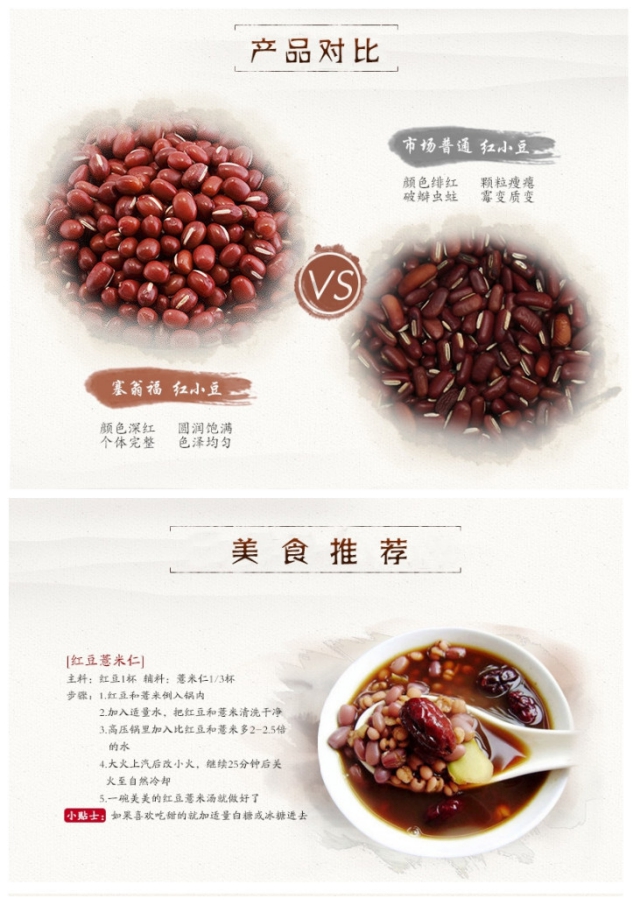 产品对比
市场普通 红小豆
颜色绯红 颗粒瘦瘪
破瓣虫蛀 霉变质变
VS
塞翁福 红小豆
颜色深红 圆润饱满
个体完整 色泽均匀
美食推荐
[红豆薏米仁]
主料：红豆1杯 辅料：薏米仁1/3杯
步骤：1.红豆和薏米倒入锅内
2.加入适量水，把红豆和薏米清洗干净
3.高压锅里加入比红豆和薏米多2-2.5倍
的水
4.大火上汽后改小火，继续25分钟后关
火至自然冷却
5.一碗美美的红豆薏米汤就做好了
小贴士：如果喜欢吃甜的就加适量白糖或冰糖进去